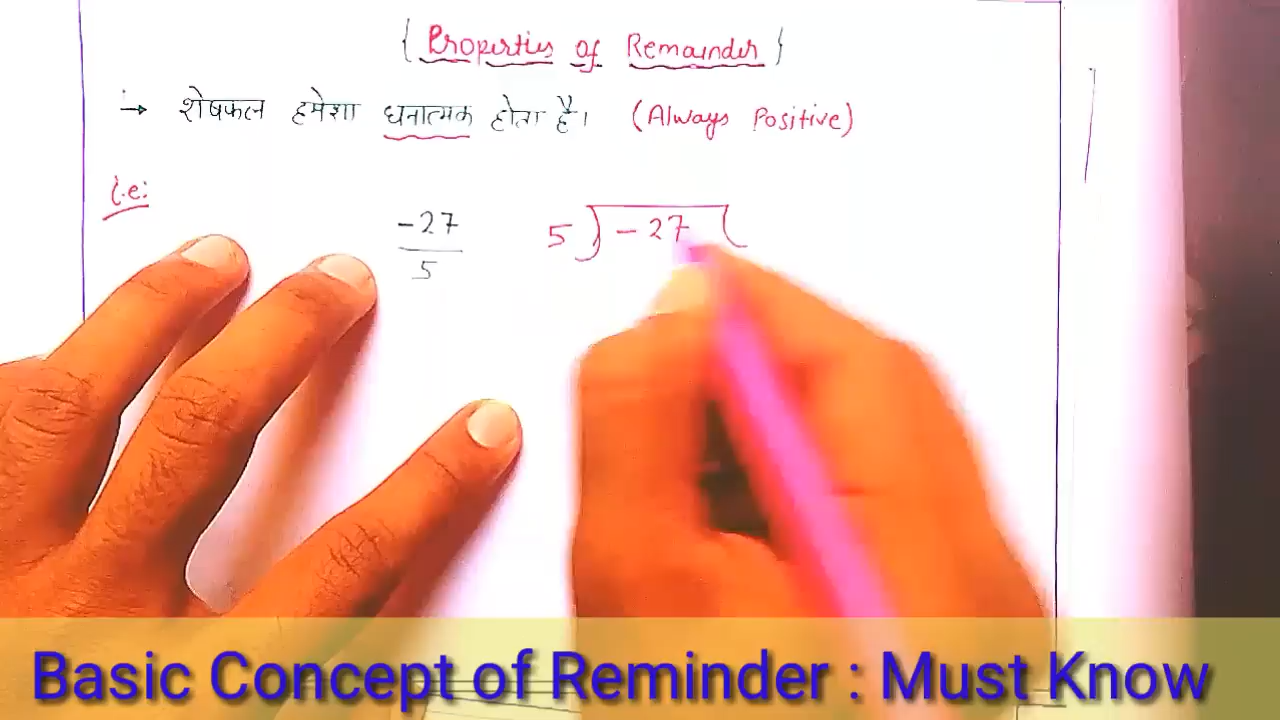 { Properties of Remainder }
→ शेषफल हमेशा धनात्मक होता है। (Always Positive)
i.e:
-27
5
5 ) -27 (
Basic Concept of Reminder : Must Know